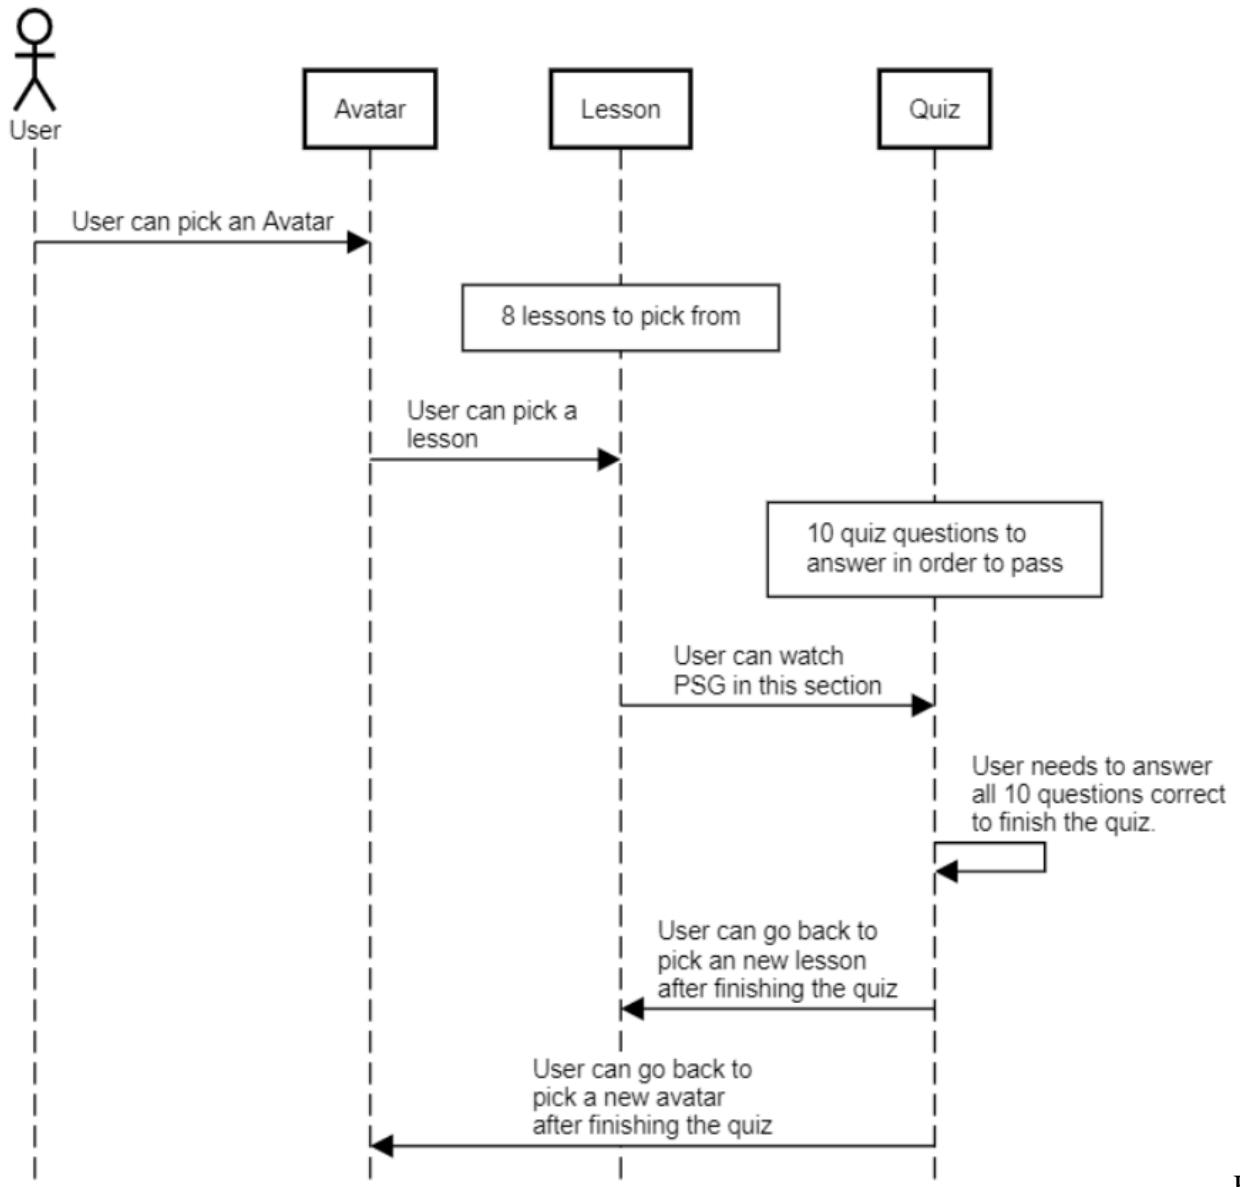 User
Avatar
Lesson
Quiz
User can pick an Avatar
8 lessons to pick from
User can pick a
lesson
10 quiz questions to
answer in order to pass
User can watch
PSG in this section
User needs to answer
all 10 questions correct
to finish the quiz.
User can go back to
pick an new lesson
after finishing the quiz
User can go back to
pick a new avatar
after finishing the quiz